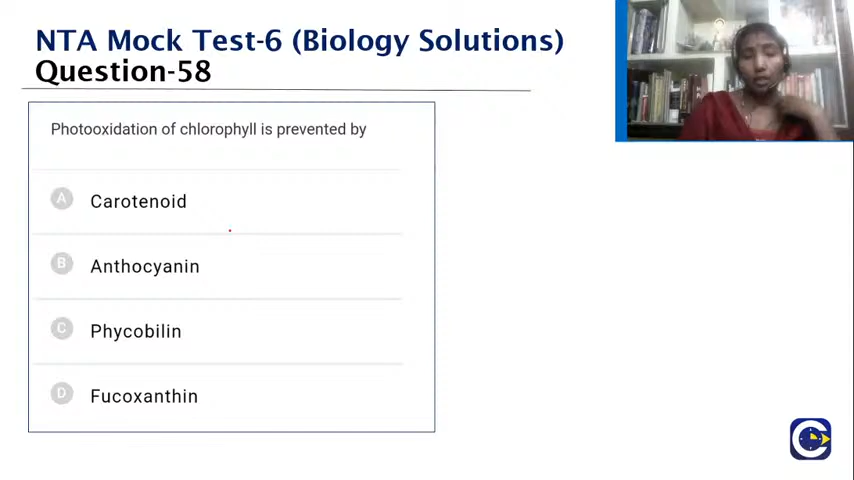 NTA Mock Test-6 (Biology Solutions)
Question-58
Photooxidation of chlorophyll is prevented by
A Carotenoid
B Anthocyanin
C Phycobilin
D Fucoxanthin